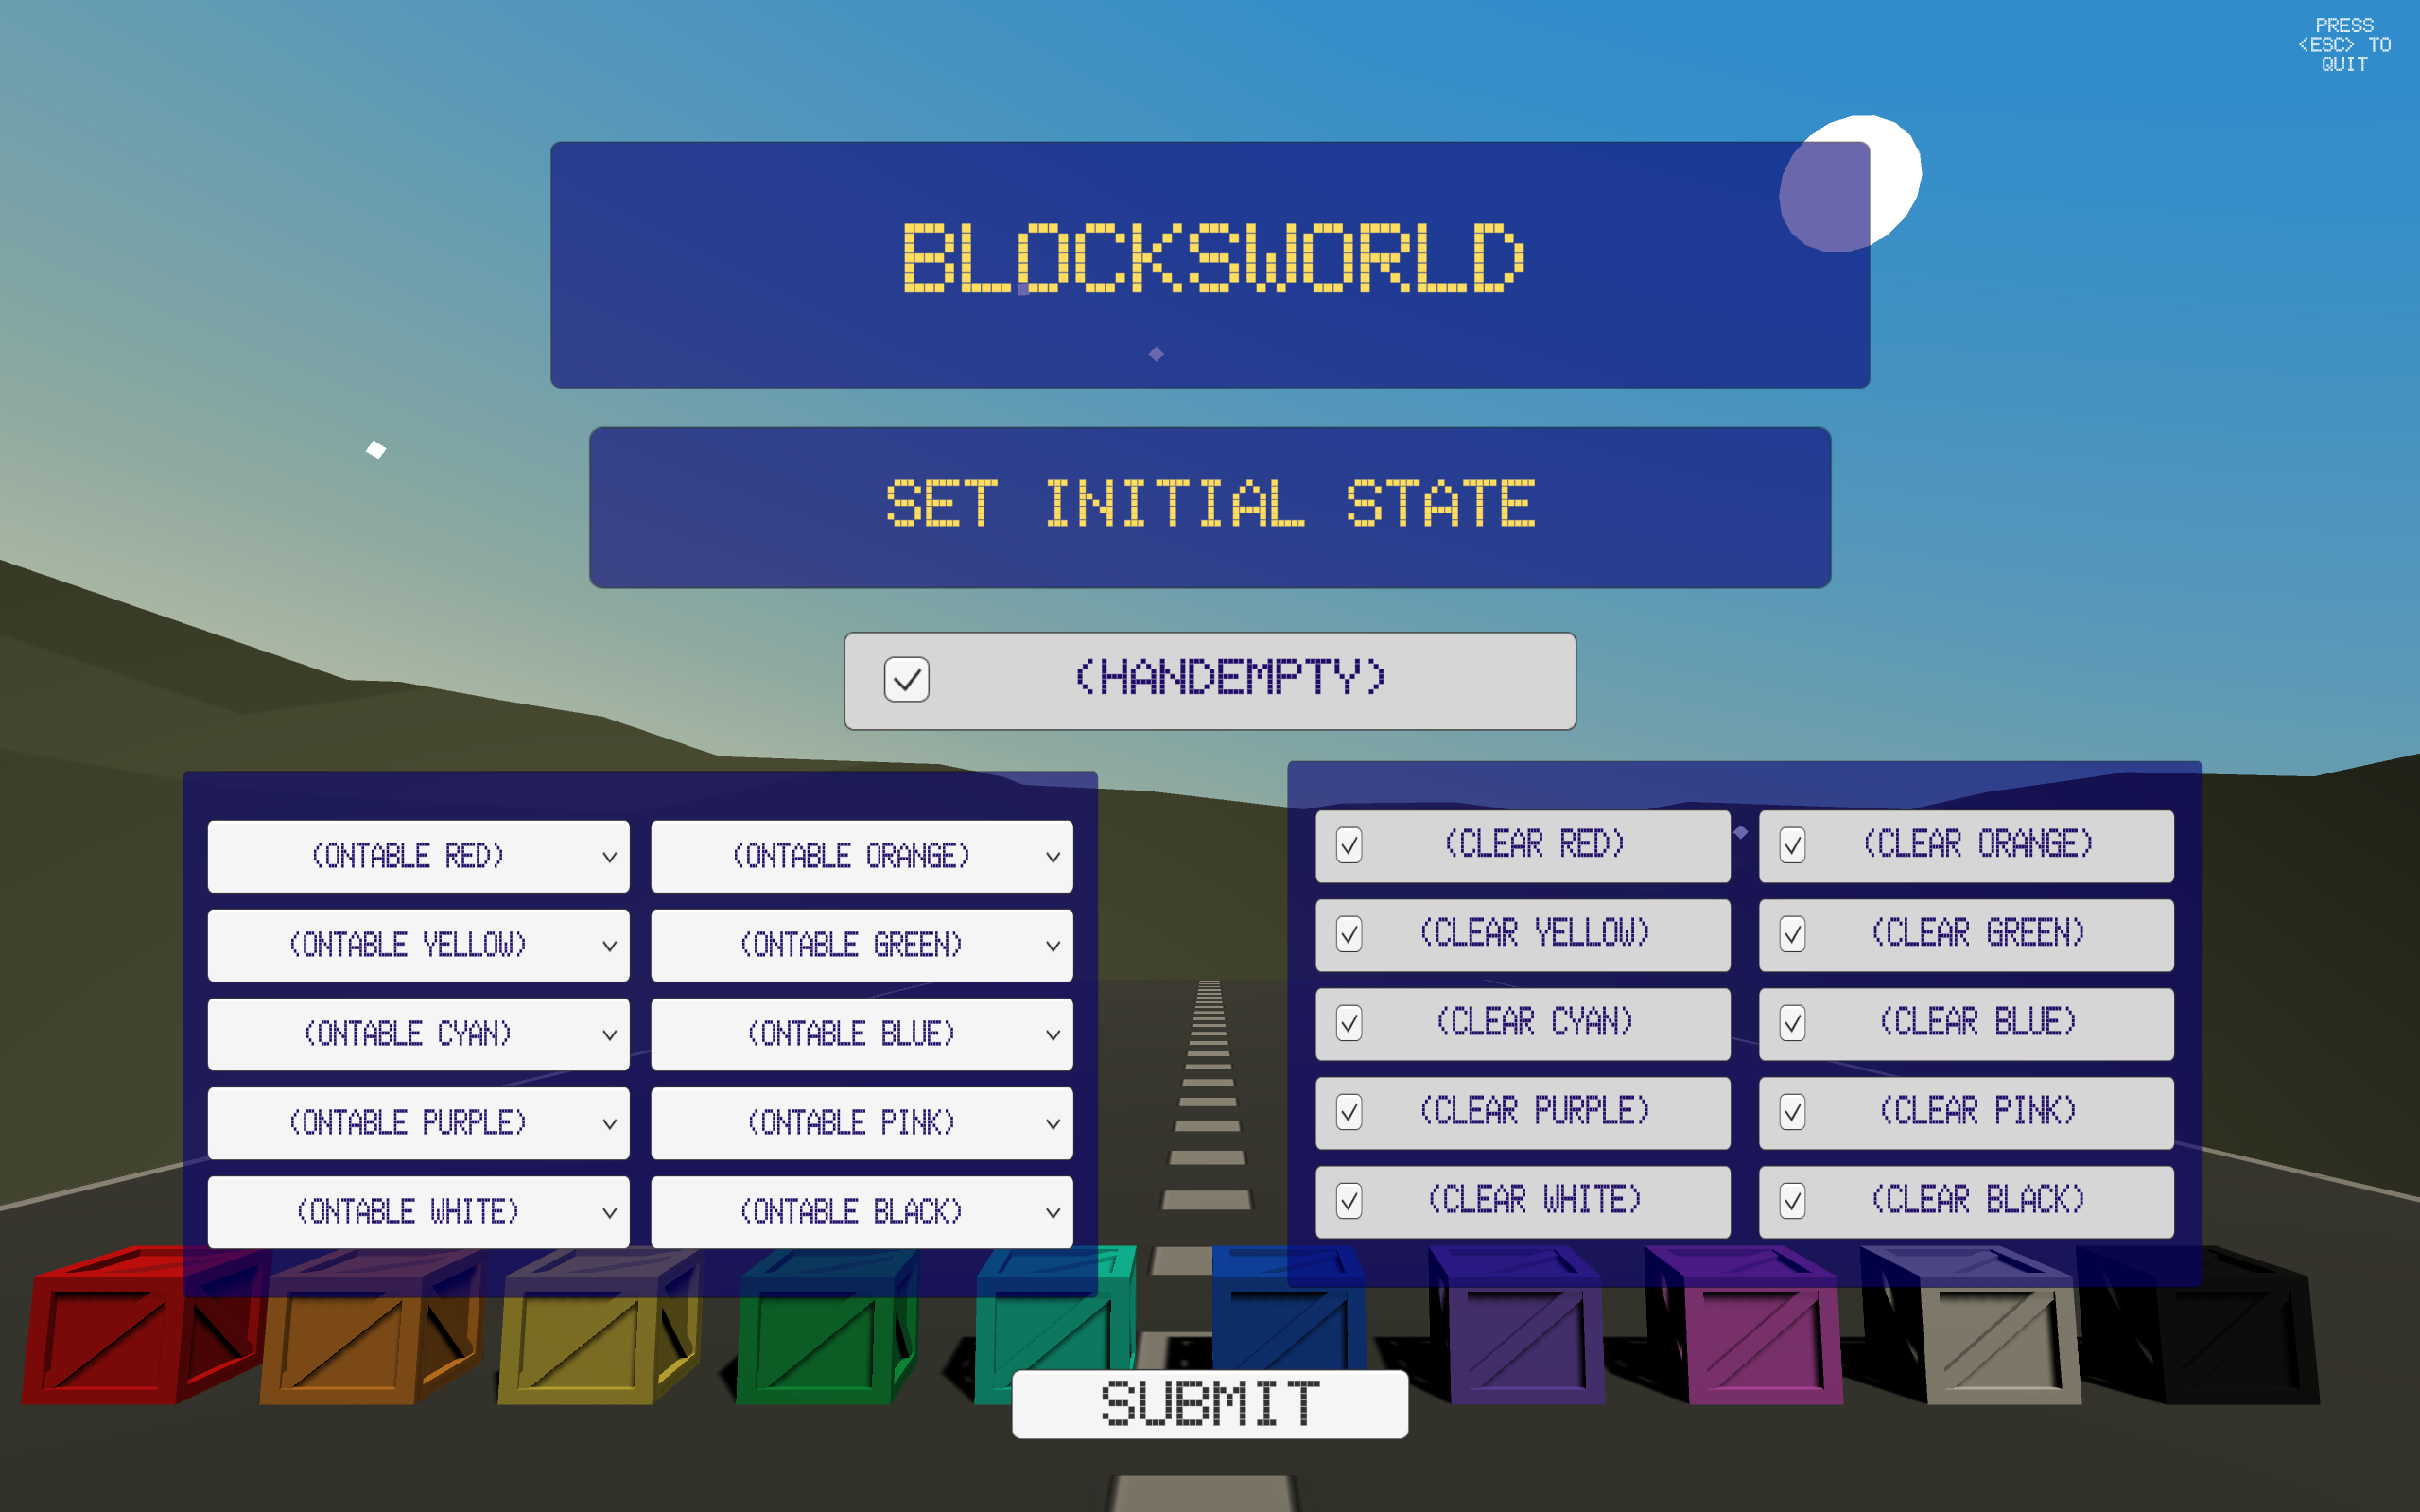 PRESS
<ESC> TO
QUIT
BLOCKSWORLD
SET INITIAL STATE
(HANDEMPTY)
(ONTABLE RED)
(ONTABLE ORANGE)
(ONTABLE YELLOW)
(ONTABLE GREEN)
(ONTABLE CYAN)
(ONTABLE BLUE)
(ONTABLE PURPLE)
(ONTABLE PINK)
(ONTABLE WHITE)
(ONTABLE BLACK)
(CLEAR RED)
(CLEAR ORANGE)
(CLEAR YELLOW)
(CLEAR GREEN)
(CLEAR CYAN)
(CLEAR BLUE)
(CLEAR PURPLE)
(CLEAR PINK)
(CLEAR WHITE)
(CLEAR BLACK)
SUBMIT